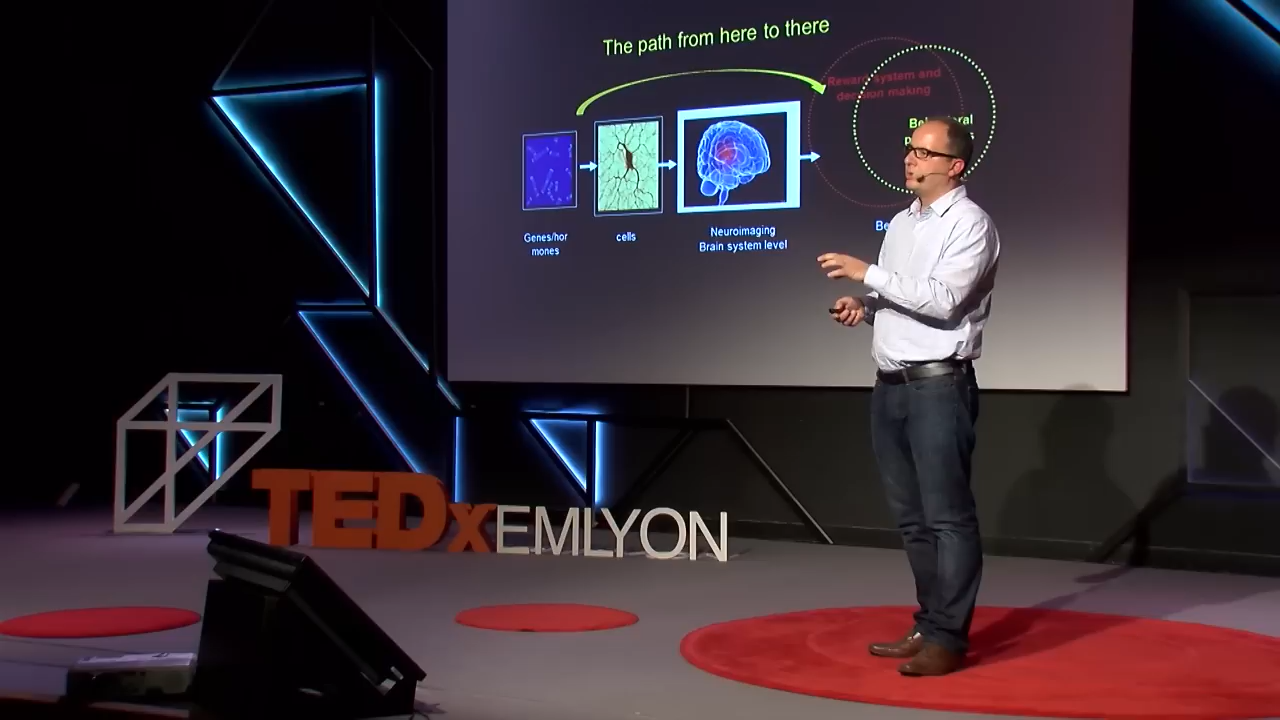 The path from here to there
Reward system and
decision making
Genes/hor
mones
cells
Neuroimaging
Brain system level
TEDxEMLYON